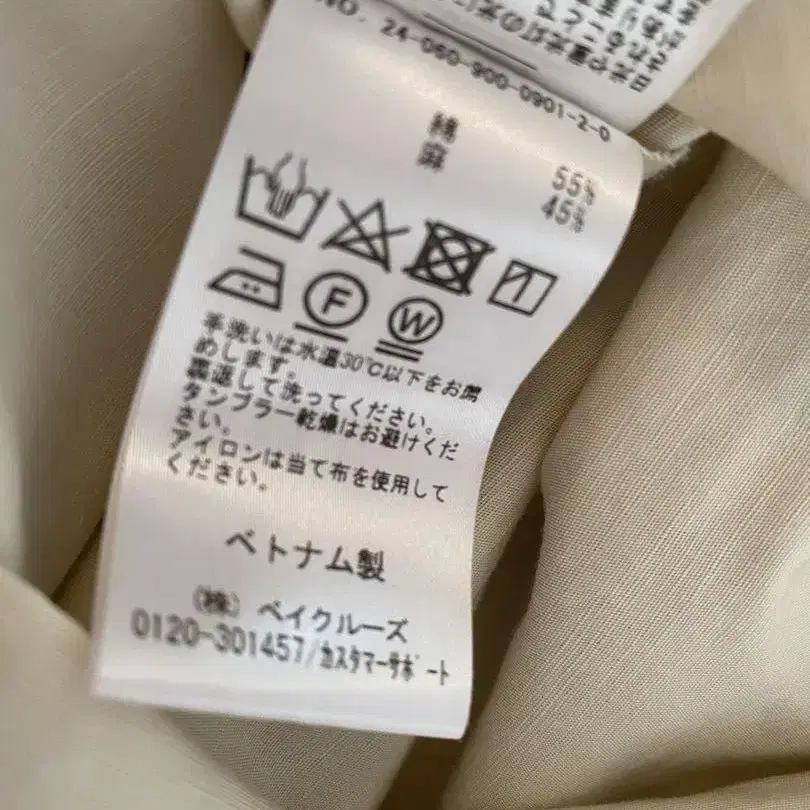 NO. 24-060-900-0901-2-0
綿 55%
麻 45%
F W
手洗いは水温30℃以下をお勧
めします。
裏返して洗ってください。
タンブラー乾燥はお避けくだ
さい。
アイロンは当て布を使用して
ください。
ベトナム製
(株) ベイクルーズ
0120-301457/カスタマーサポート